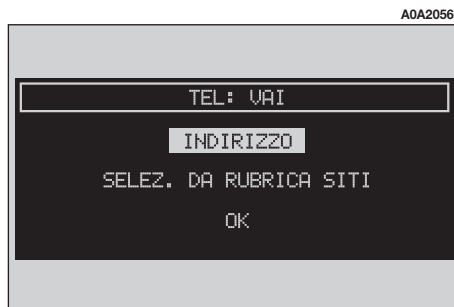 A0A2056
TEL: VAI
INDIRIZZO
SELEZ. DA RUBRICA SITI
OK